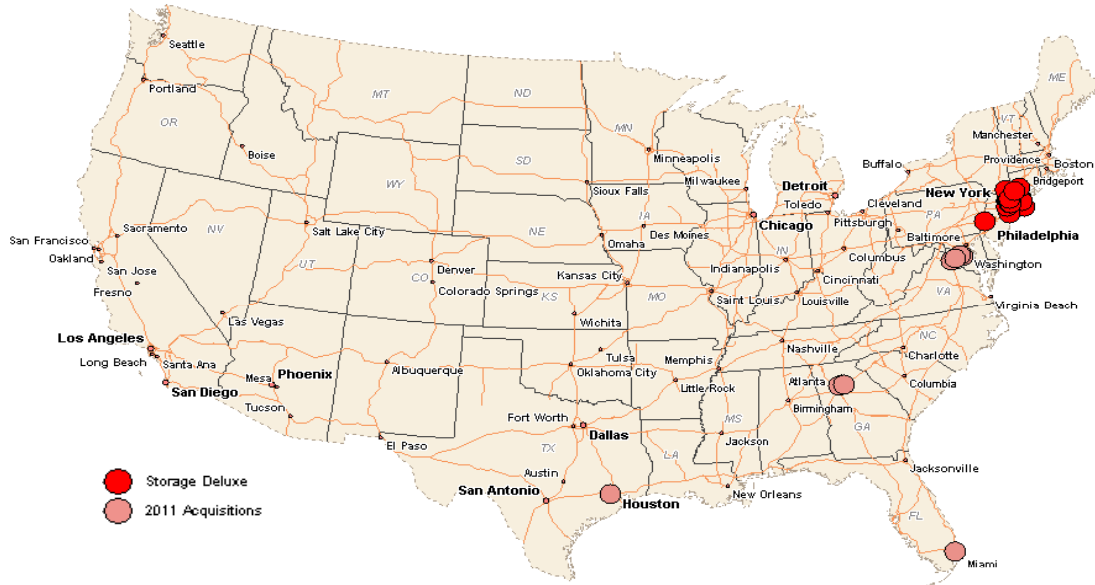 Seattle
ME
Portland
MT
ND
VT
OR
MN
Manchester
Boise
Minneapolis
Buffalo
Providence
Boston
SD
WY
Sioux Falls
Milwaukee
Detroit
New York
Bridgeport
Toledo
Cleveland
PA
NV
Salt Lake City
IA
Chicago
Pittsburgh
Sacramento
NE
Des Moines
Philadelphia
San Francisco
Omaha
IN
Baltimore
Oakland
UT
Denver
Columbus
Washington
San Jose
CO
Kansas City
Indianapolis
Cincinnati
Fresno
Colorado Springs
KS
MO
Saint Louis
Louisville
VA
Virginia Beach
Las Vegas
Wichita
Los Angeles
NC
Nashville
Long Beach
Santa Ana
Tulsa
Memphis
Charlotte
Mesa
Phoenix
Albuquerque
Oklahoma City
Atlanta
San Diego
Little Rock
Columbia
Tucson
Birmingham
Fort Worth
MS
GA
El Paso
Dallas
Jackson
TX
LA
Austin
Jacksonville
Storage Deluxe
San Antonio
New Orleans
2011 Acquisitions
Houston
FL
Miami